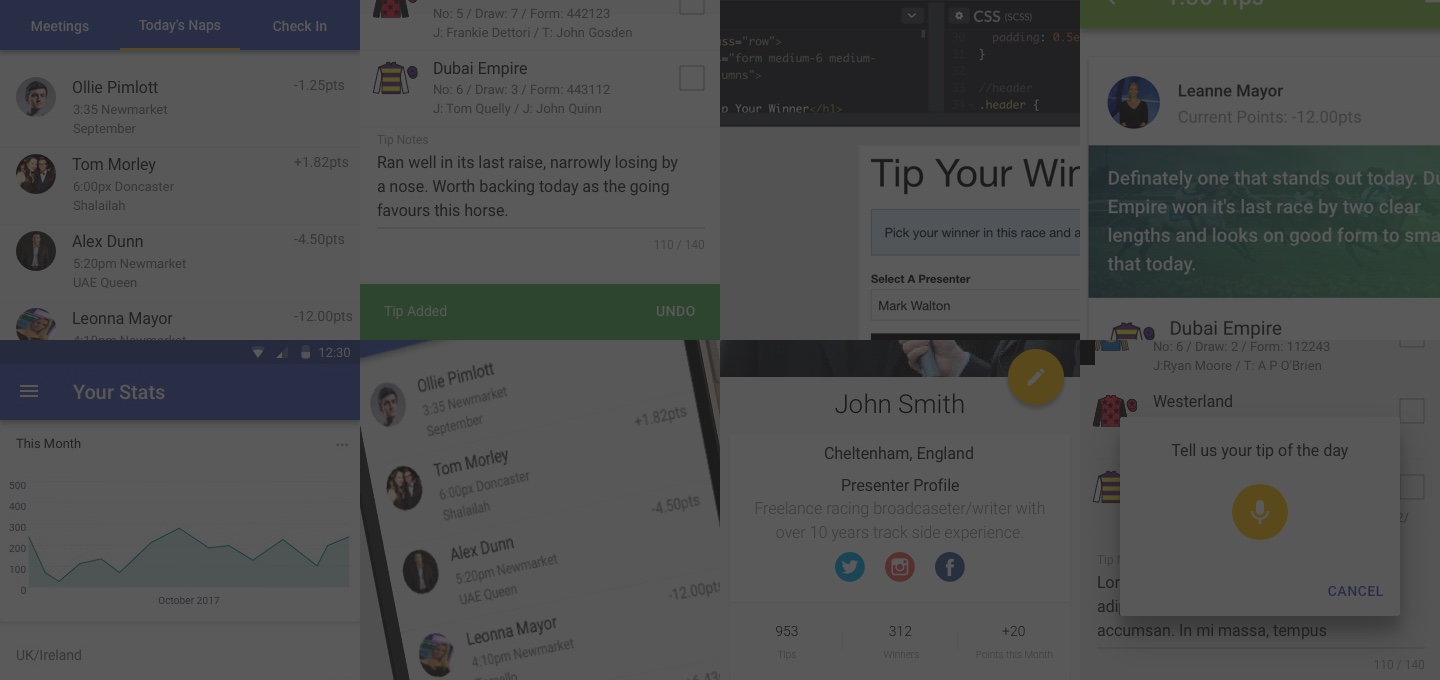 Meetings
Today's Naps
Check In
Ollie Pimlott
-1.25pts
3:35 Newmarket
September
Tom Morley
+1.82pts
6:00px Doncaster
Shalailah
Alex Dunn
-4.50pts
5:20pm Newmarket
UAE Queen
Leonna Mayor
-12.00pts
4:10pm Newmarket
No: 5 / Draw: 7 / Form: 442123
J: Frankie Dettori / T: John Gosden
Dubai Empire
No: 6 / Draw: 3 / Form: 443112
J: Tom Quelly / J: John Quinn
Tip Notes
Ran well in its last raise, narrowly losing by
a nose. Worth backing today as the going
favours this horse.
110 / 140
Tip Added
UNDO
CSS (SCSS)
ass="row">
="form medium-6 medium-
umns">
p Your Winner</h1>
padding: 0.5e
}
//header
.header {
Tip Your Wi
Pick your winner in this race and a
Select A Presenter
Mark Walton
1:30 Tips
Leanne Mayor
Current Points: -12.00pts
Definately one that stands out today. Du
Empire won it's last race by two clear
lengths and looks on good form to sma
that today.
Dubai Empire
12:30
Your Stats
This Month
500
400
300
200
100
0
October 2017
UK/Ireland
Ollie Pimlott
3:35 Newmarket
September
+1.82pts
Tom Morley
6:00px Doncaster
Shalailah
-4.50pts
Alex Dunn
5:20pm Newmarket
UAE Queen
-12.00pts
Leonna Mayor
4:10pm Newmarket
John Smith
Cheltenham, England
Presenter Profile
Freelance racing broadcaseter/writer with
over 10 years track side experience.
953
312
+20
Tips
Winners
Points this Month
No: 6 / Draw: 2 / Form: 112243
J:Ryan Moore / T: A P O'Brien
Westerland
Tell us your tip of the day
CANCEL
Tip
Lor
adi
accumsan. In mi massa, tempus
110 / 140